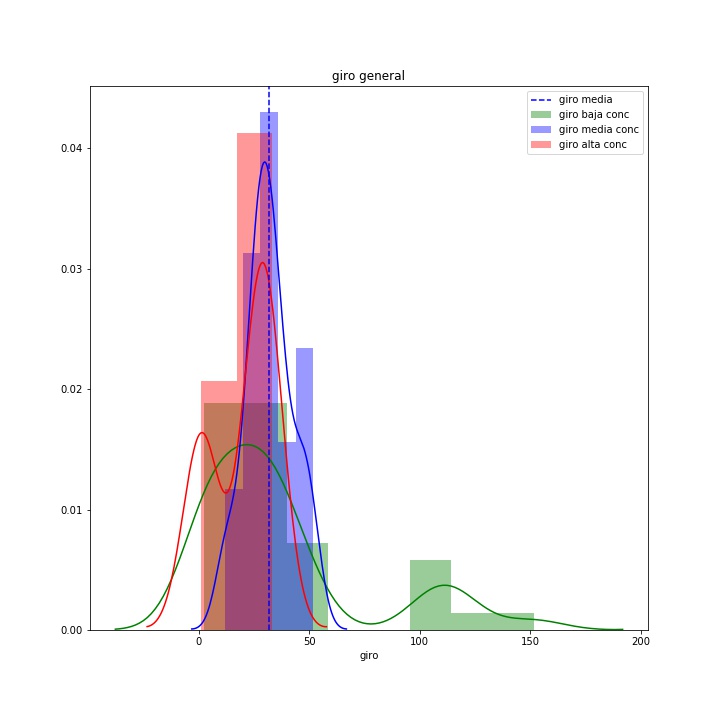 giro general
giro media
giro baja conc
giro media conc
giro alta conc
0.04
0.03
0.02
0.01
0.00
0
50
100
150
200
giro